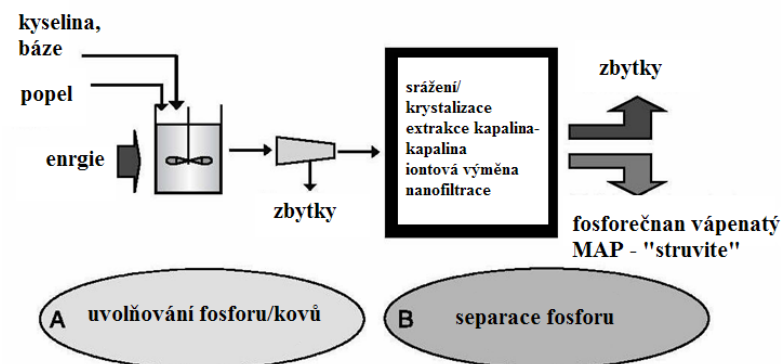 kyselina,
báze
popel
enrgie
zbytky
srážení/
krystalizace
extrakce kapalina-
kapalina
iontová výměna
nanofiltrace
zbytky
fosforečnan vápenatý
MAP - "struvite"
A uvolňování fosforu/kovů
B separace fosforu